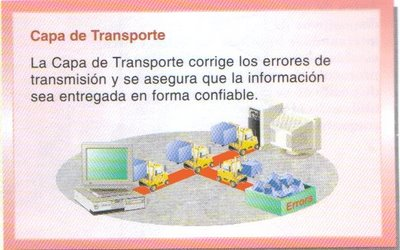 Capa de Transporte
La Capa de Transporte corrige los errores de
transmisión y se asegura que la información
sea entregada en forma confiable.
Errors